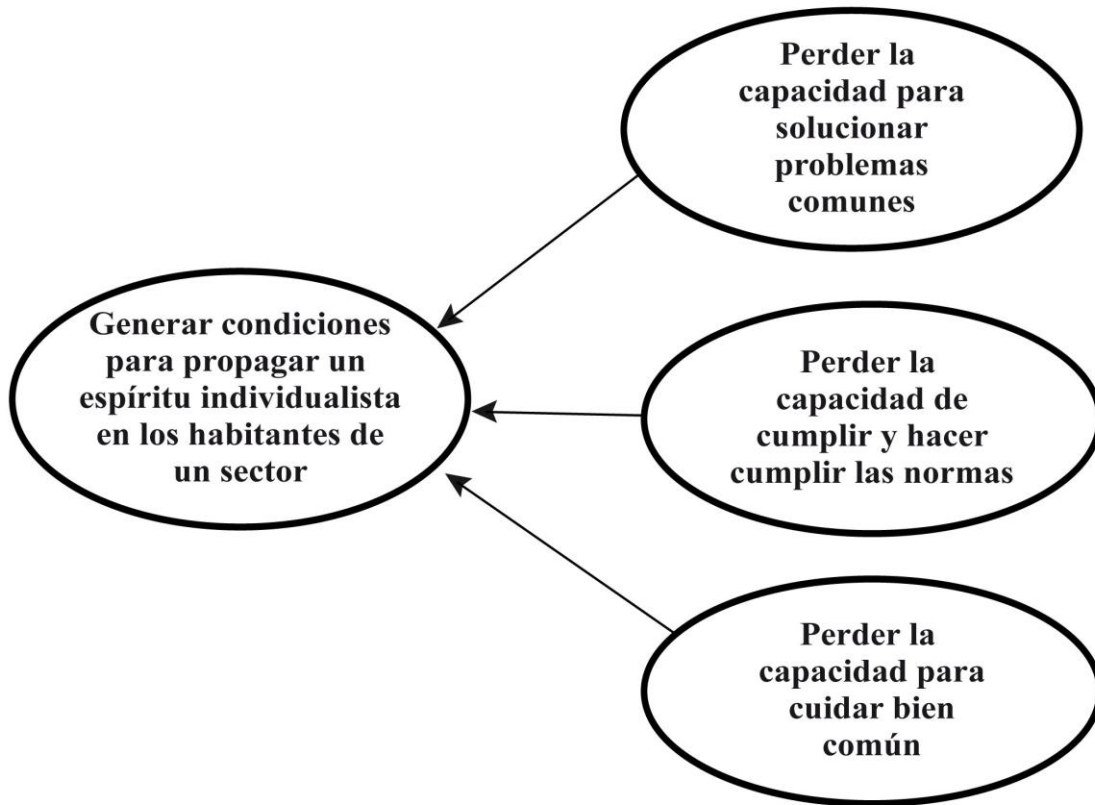 Perder la
capacidad para
solucionar
problemas
comunes
Generar condiciones
para propagar un
espíritu individualista
en los habitantes de
un sector
Perder la
capacidad de
cumplir y hacer
cumplir las normas
Perder la
capacidad para
cuidar bien
común